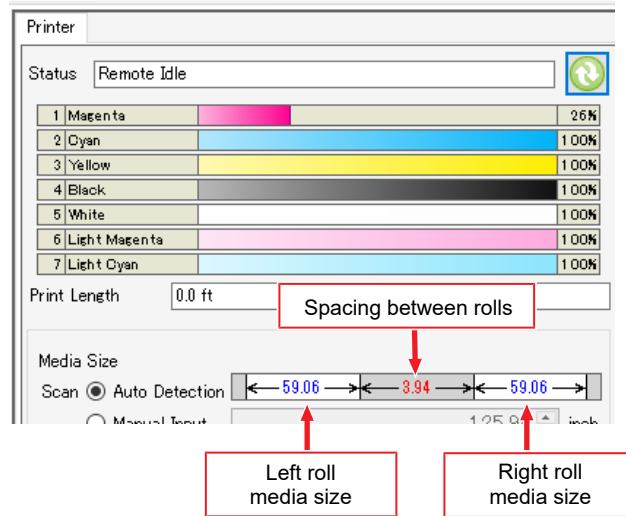 Printer
Status Remote Idle
1 Magenta 26%
2 Cyan 100%
3 Yellow 100%
4 Black 100%
5 White 100%
6 Light Magenta 100%
7 Light Cyan 100%
Print Length 0.0 ft
Spacing between rolls
Media Size
Scan Auto Detection 59.06 3.94 59.06
Manual Input inch
Left roll
media size
Right roll
media size